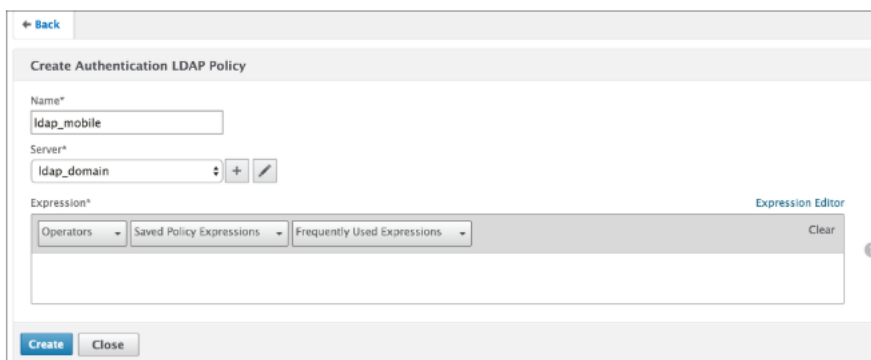 Back
Create Authentication LDAP Policy
Name*
ldap_mobile
Server*
ldap_domain
Expression* Expression Editor
Operators Saved Policy Expressions Frequently Used Expressions Clear
Create Close